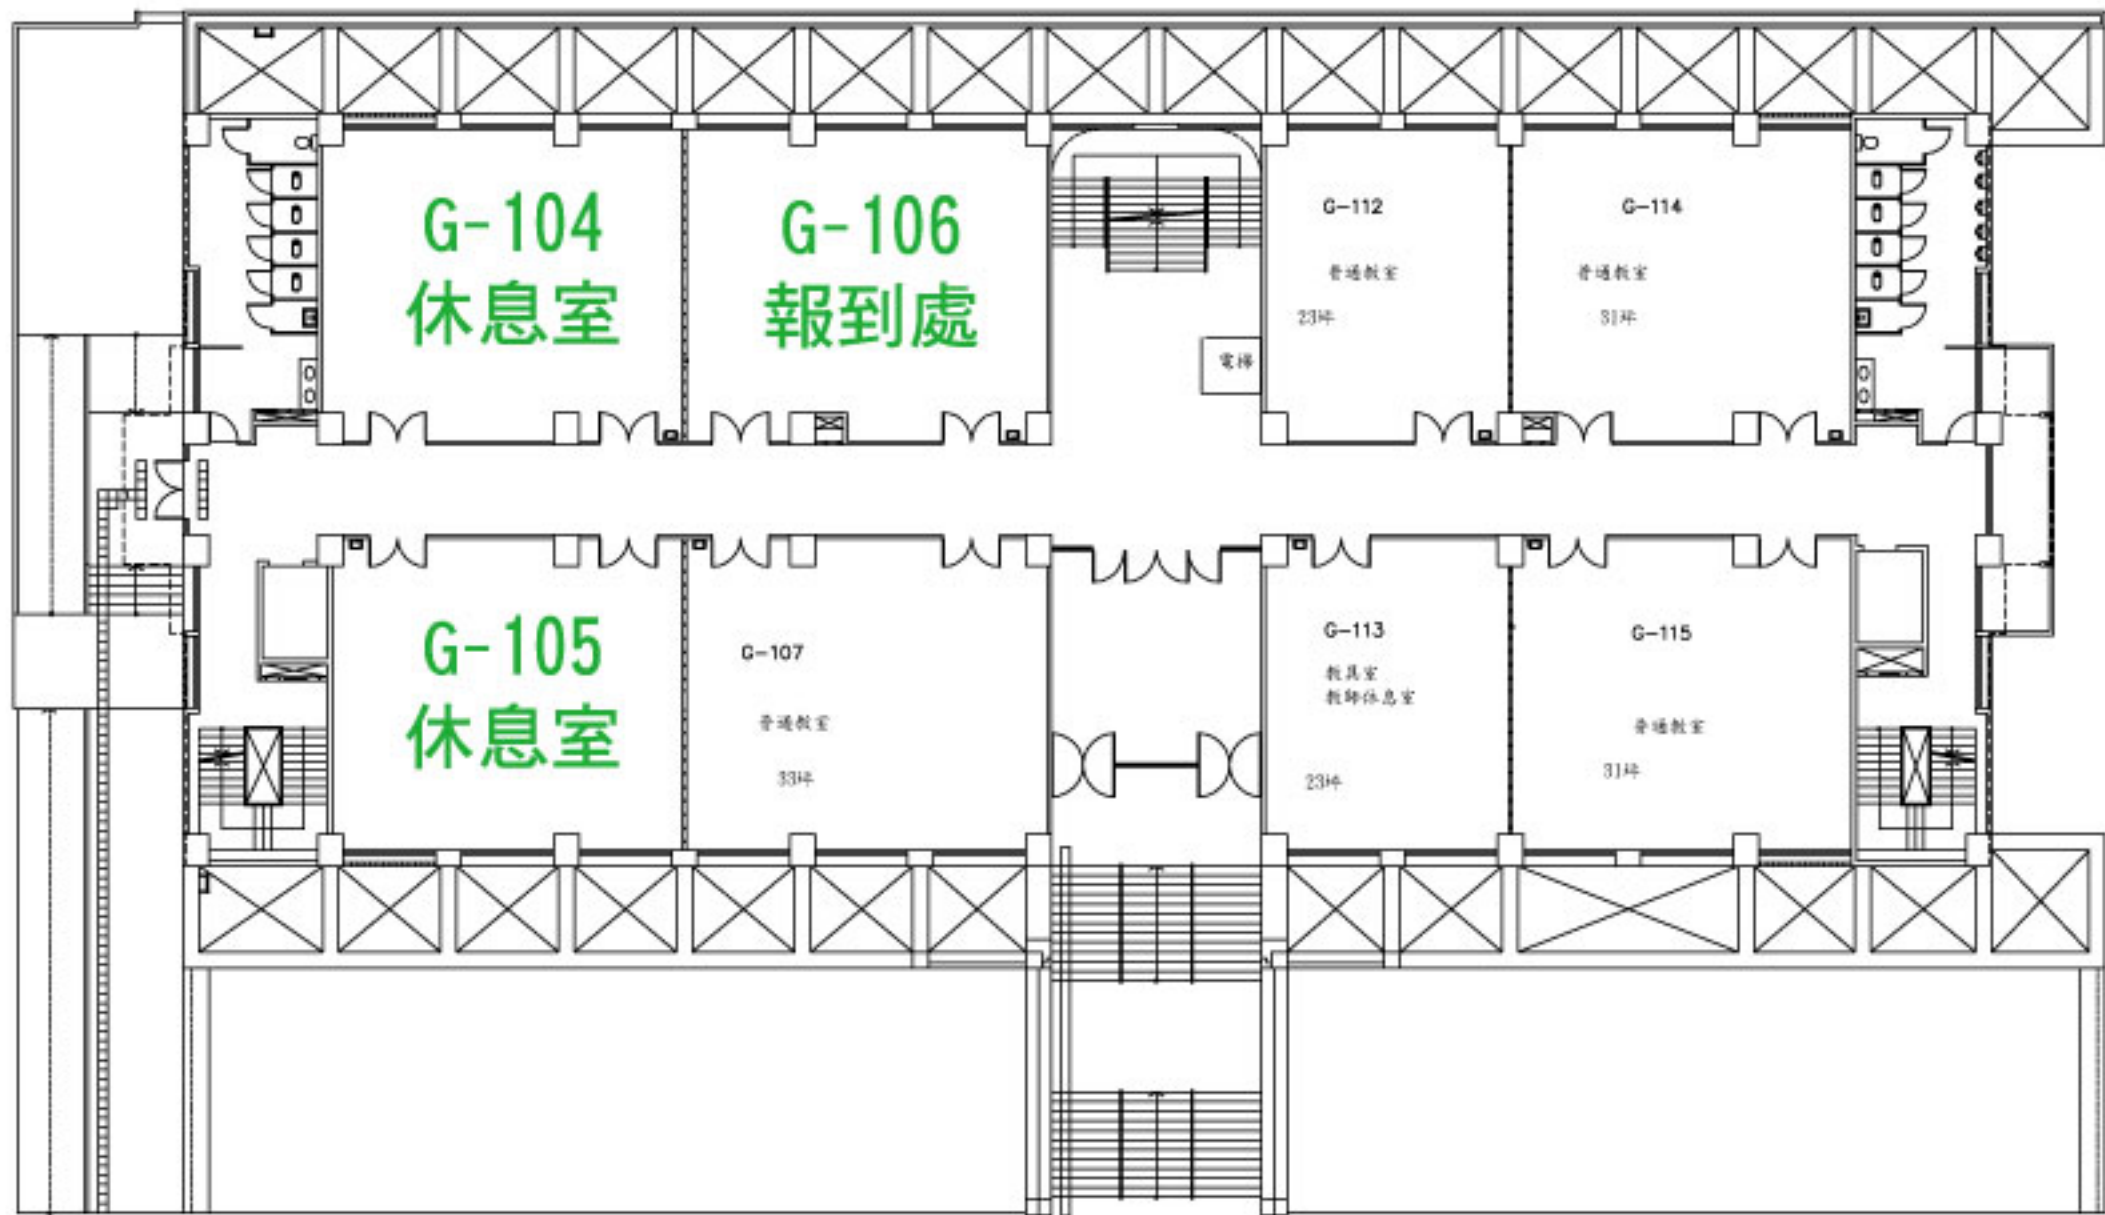 G-104
休息室
G-106
報到處
G-112
普通教室
23坪
G-114
普通教室
31坪
電梯
G-105
休息室
G-107
普通教室
33坪
G-113
教具室
教師休息室
23坪
G-115
普通教室
31坪